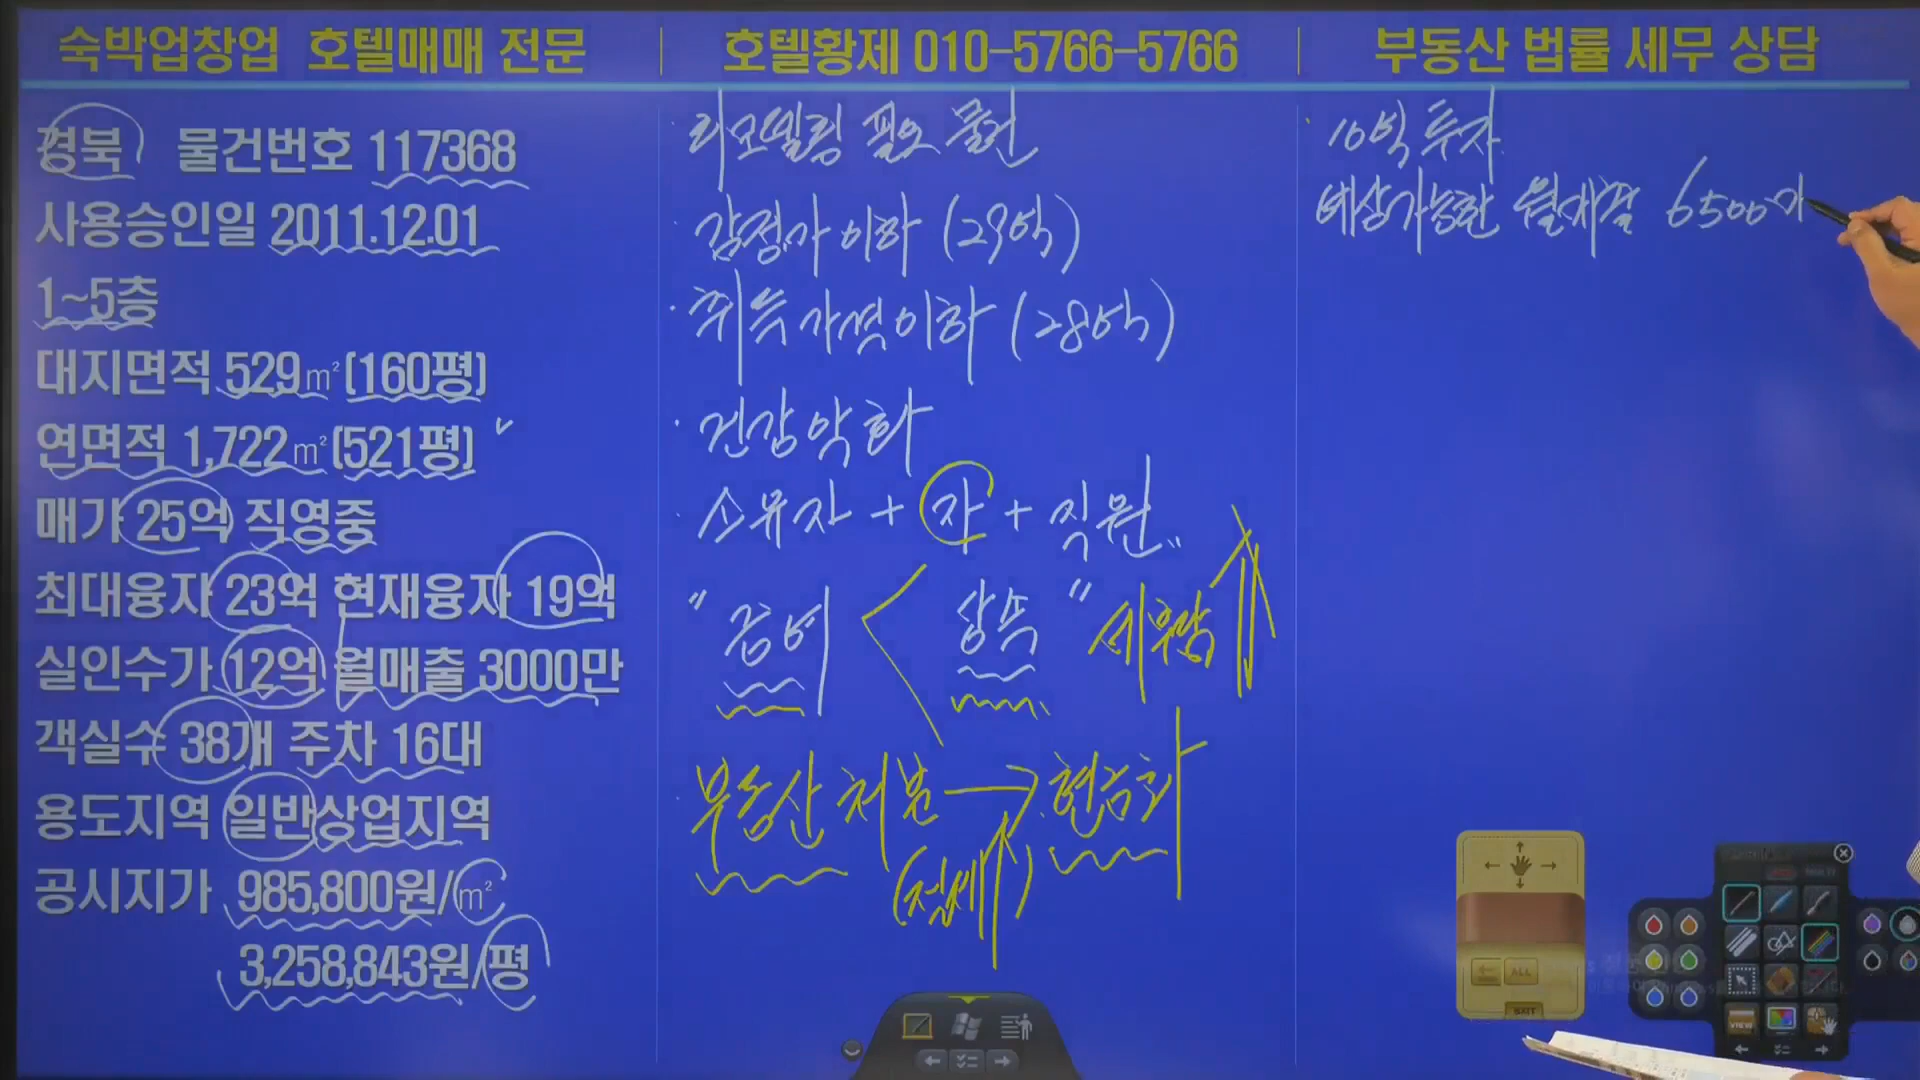 숙박업창업 호텔매매 전문
호텔황제 010-5766-5766
부동산 법률 세무 상담
경북 물건번호 117368
사용승인일 2011.12.01
1~5층
대지면적 529㎡(160평)
연면적 1,722㎡(521평)
매가 25억 직영중
최대융자 23억 현재융자 19억
실인수가 12억 월매출 3000만
객실수 38개 주차 16대
용도지역 일반상업지역
공시지가 985,800원/㎡
3,258,843원/평
· 리모델링 필요 물건
· 감정가 이하 (29억)
· 취득가격이하 (28억)
· 건강악화
· 소유자 + 자 + 직원
" 증여 < 상속 " 세율
· 부동산 처분 → 현금화
(절세)
· 10억 투자
예상가능한 월매출 6500만
ALL
VIEW